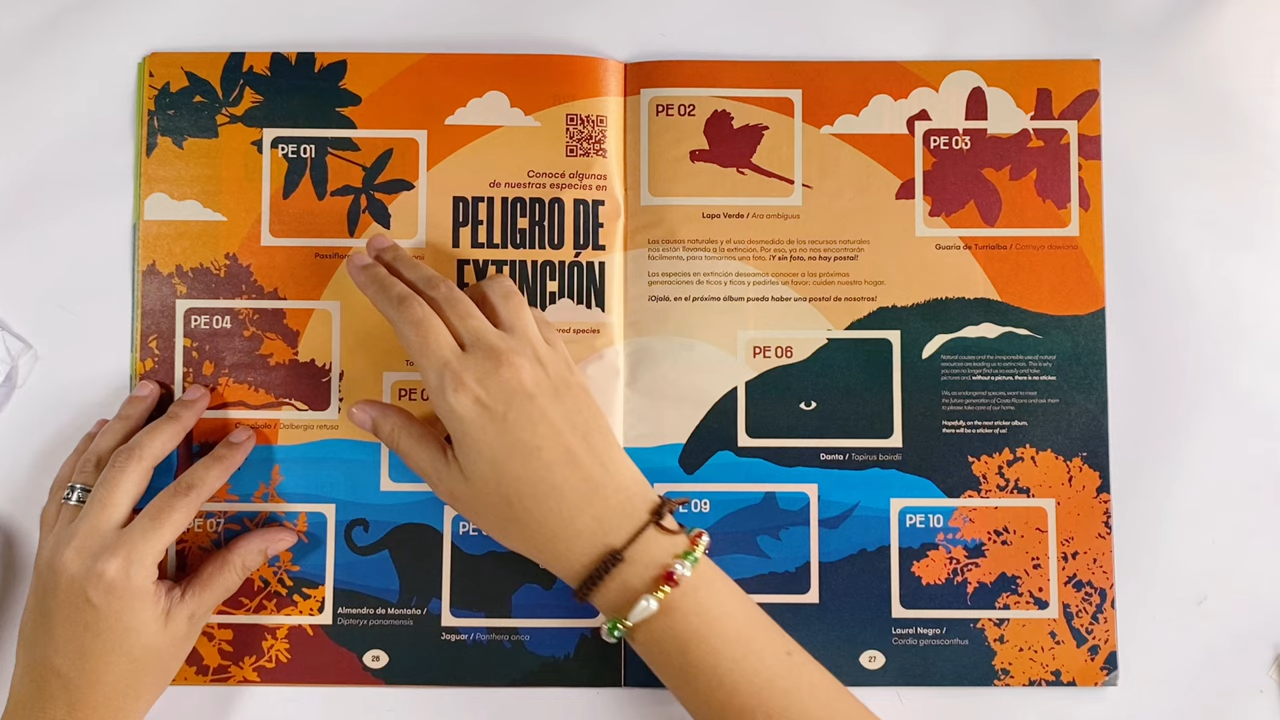 PE 01
Passiflora
Conocé algunas
de nuestras especies en
PELIGRO DE
EXTINCIÓN
red species
PE 04
Dalbergia retusa
To
PE 0
PE 07
Almendro de Montaña /
Dipteryx panamensis
PE
Jaguar / Panthera onca
26
PE 02
Lapa Verde / Ara ambiguus
PE 03
Guaria de Turrialba / Cattleya dowiana
Las causas naturales y el uso desmedido de los recursos naturales
nos están llevando a la extinción. Por eso, ya no nos encontrarán
fácilmente, para tomarnos una foto. ¡Y sin foto, no hay postal!
Las especies en extinción deseamos conocer a las próximas
generaciones de ticos y ticas y pedirles un favor: cuiden nuestro hogar.
¡Ojalá, en el próximo álbum pueda haber una postal de nosotros!
PE 06
Danta / Tapirus bairdii
Natural causes and the irresponsible use of natural
resources are leading us to extinction. This is why
you can no longer find us so easily and take
pictures and, without a picture, there is no sticker.
We, as endangered species, want to meet
the future generation of Costa Ricans and ask them
to please take care of our home.
Hopefully, on the next sticker album,
there will be a sticker of us!
E 09
PE 10
Laurel Negro /
Cordia gerascanthus
27